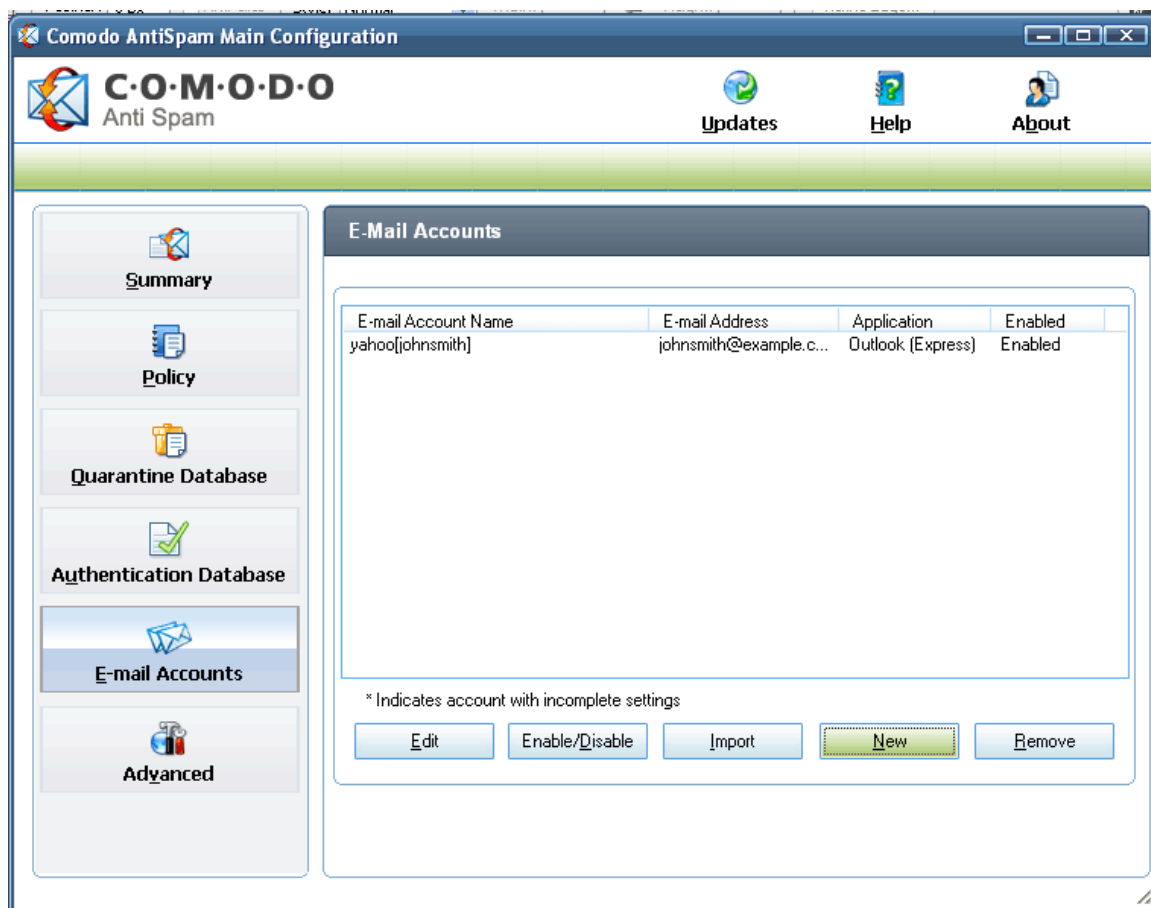 Comodo AntiSpam Main Configuration
C·O·M·O·D·O
Anti Spam
Updates
Help
About
Summary
Policy
Quarantine Database
Authentication Database
E-mail Accounts
Advanced
E-Mail Accounts
E-mail Account Name E-mail Address Application Enabled
yahoo[johnsmith] johnsmith@example.c... Outlook (Express) Enabled
* Indicates account with incomplete settings
Edit Enable/Disable Import New Remove